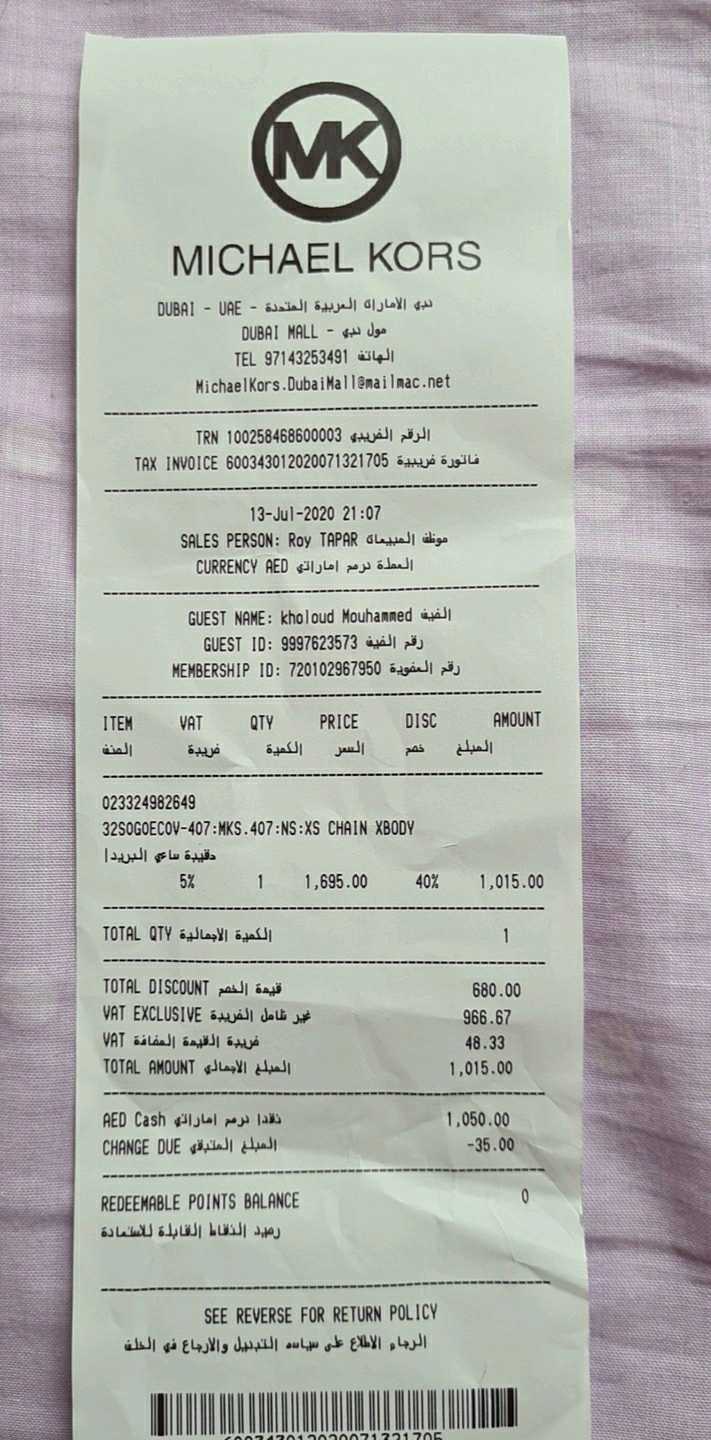 MK
MICHAEL KORS
DUBAI - UAE - دبي الامارات العربية المتحدة
DUBAI MALL - مول دبي
TEL 97143253491 الهاتف
MichaelKors.DubaiMall@mailmac.net
TRN 100258468600003 الرقم الضريبي
TAX INVOICE 600343012020071321705 فاتورة ضريبية
13-Jul-2020 21:07
SALES PERSON: Roy TAPAR موظف المبيعات
CURRENCY AED العملة درهم اماراتي
GUEST NAME: kholoud Mouhammed الضيف
GUEST ID: 9997623573 رقم الضيف
MEMBERSHIP ID: 720102967950 رقم العضوية
ITEM VAT QTY PRICE DISC AMOUNT
الصنف ضريبة الكمية السعر خصم المبلغ
023324982649
32SOGOECOV-407:MKS.407:NS:XS CHAIN XBODY
حقيبة ساعي البريدا
5% 1 1,695.00 40% 1,015.00
TOTAL QTY الكمية الاجمالية 1
TOTAL DISCOUNT قيمة الخصم 680.00
VAT EXCLUSIVE غير شامل الضريبة 966.67
VAT ضريبة القيمة المضافة 48.33
TOTAL AMOUNT المبلغ الاجمالي 1,015.00
AED Cash نقدا درهم اماراتي 1,050.00
CHANGE DUE المبلغ المتبقي -35.00
REDEEMABLE POINTS BALANCE 0
رصيد النقاط القابلة للاستعادة
SEE REVERSE FOR RETURN POLICY
الرجاء الاطلاع على سياسه التبديل والارجاع في الخلف
600343012020071321705